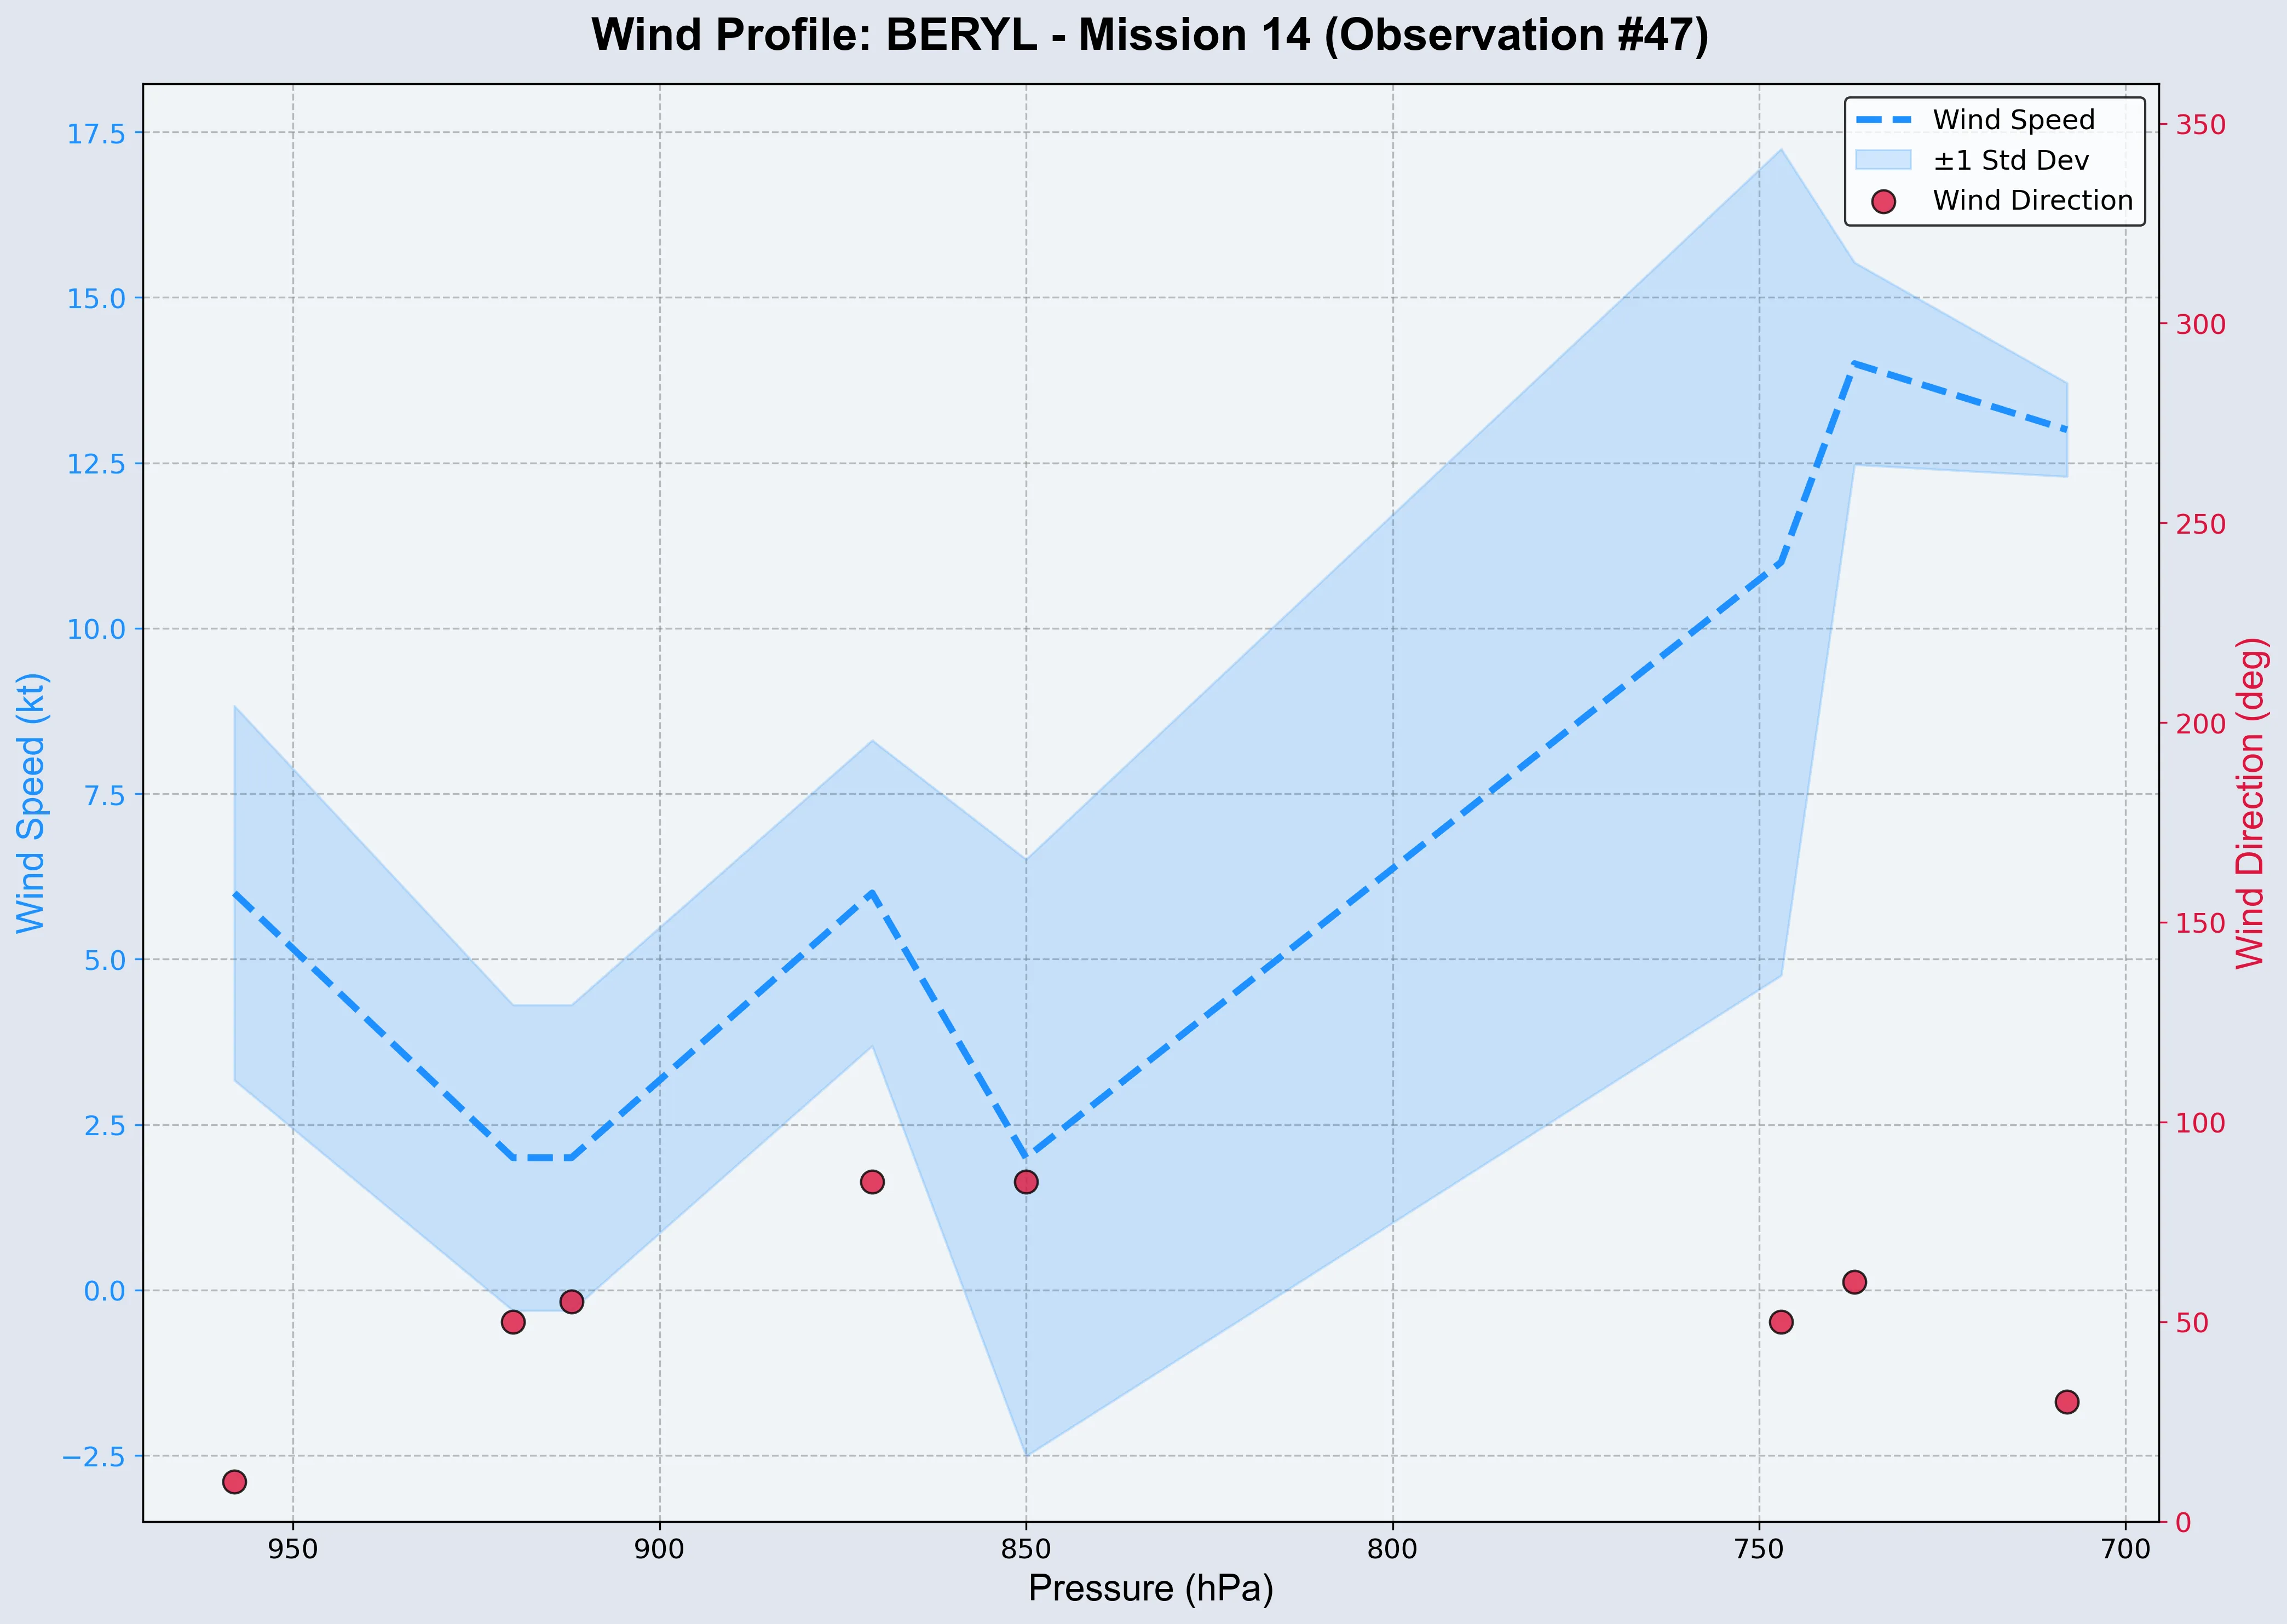 Wind Profile: BERYL - Mission 14 (Observation #47)
Wind Speed
±1 Std Dev
Wind Direction
Wind Speed (kt)
17.5
15.0
12.5
10.0
7.5
5.0
2.5
0.0
−2.5
350
300
250
200
150
100
50
0
Wind Direction (deg)
950 900 850 800 750 700
Pressure (hPa)